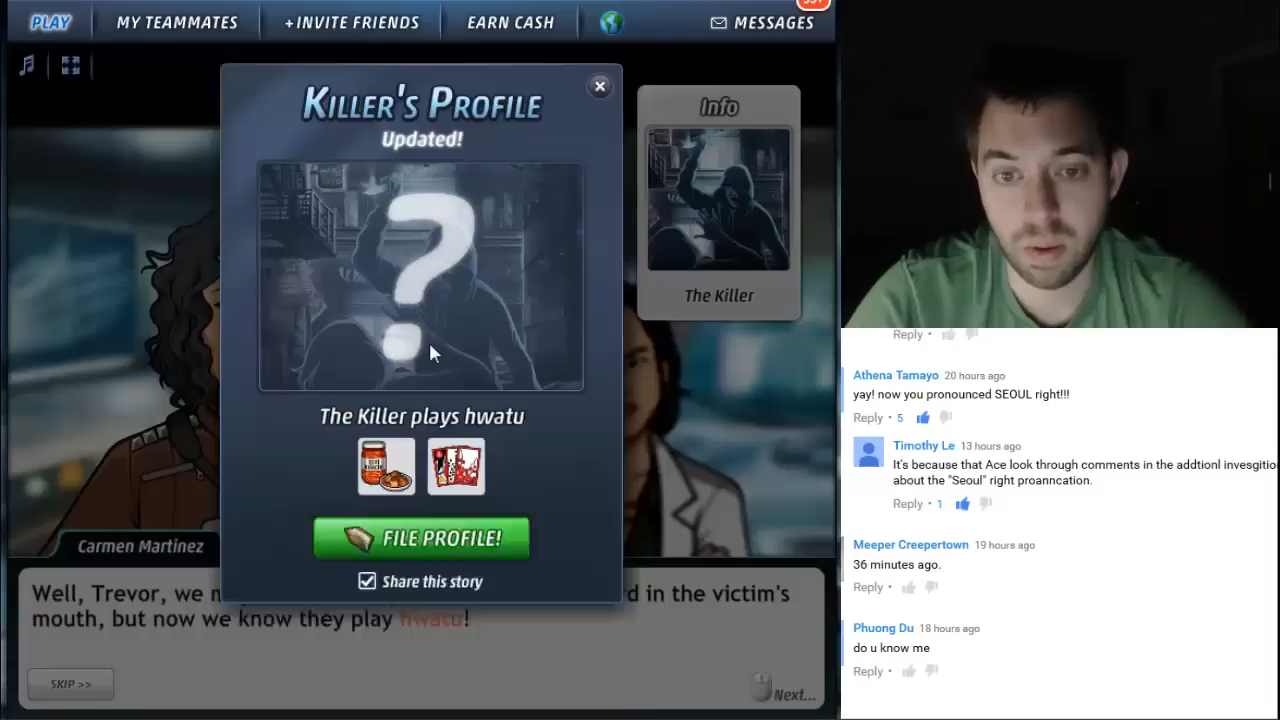 PLAY
MY TEAMMATES
+INVITE FRIENDS
EARN CASH
MESSAGES
KILLER'S PROFILE
Updated!
Info
The Killer
The Killer plays hwatu
FILE PROFILE!
Share this story
Carmen Martinez
Well, Trevor, we
d in the victim's
mouth, but now we know they play hwatu!
SKIP >>
Next...
Reply
Athena Tamayo 20 hours ago
yay! now you pronounced SEOUL right!!!
Reply • 5
Timothy Le 13 hours ago
It's because that Ace look through comments in the addtionl invesgitio
about the "Seoul" right proanncation.
Reply • 1
Meeper Creepertown 19 hours ago
36 minutes ago.
Reply •
Phuong Du 18 hours ago
do u know me
Reply •